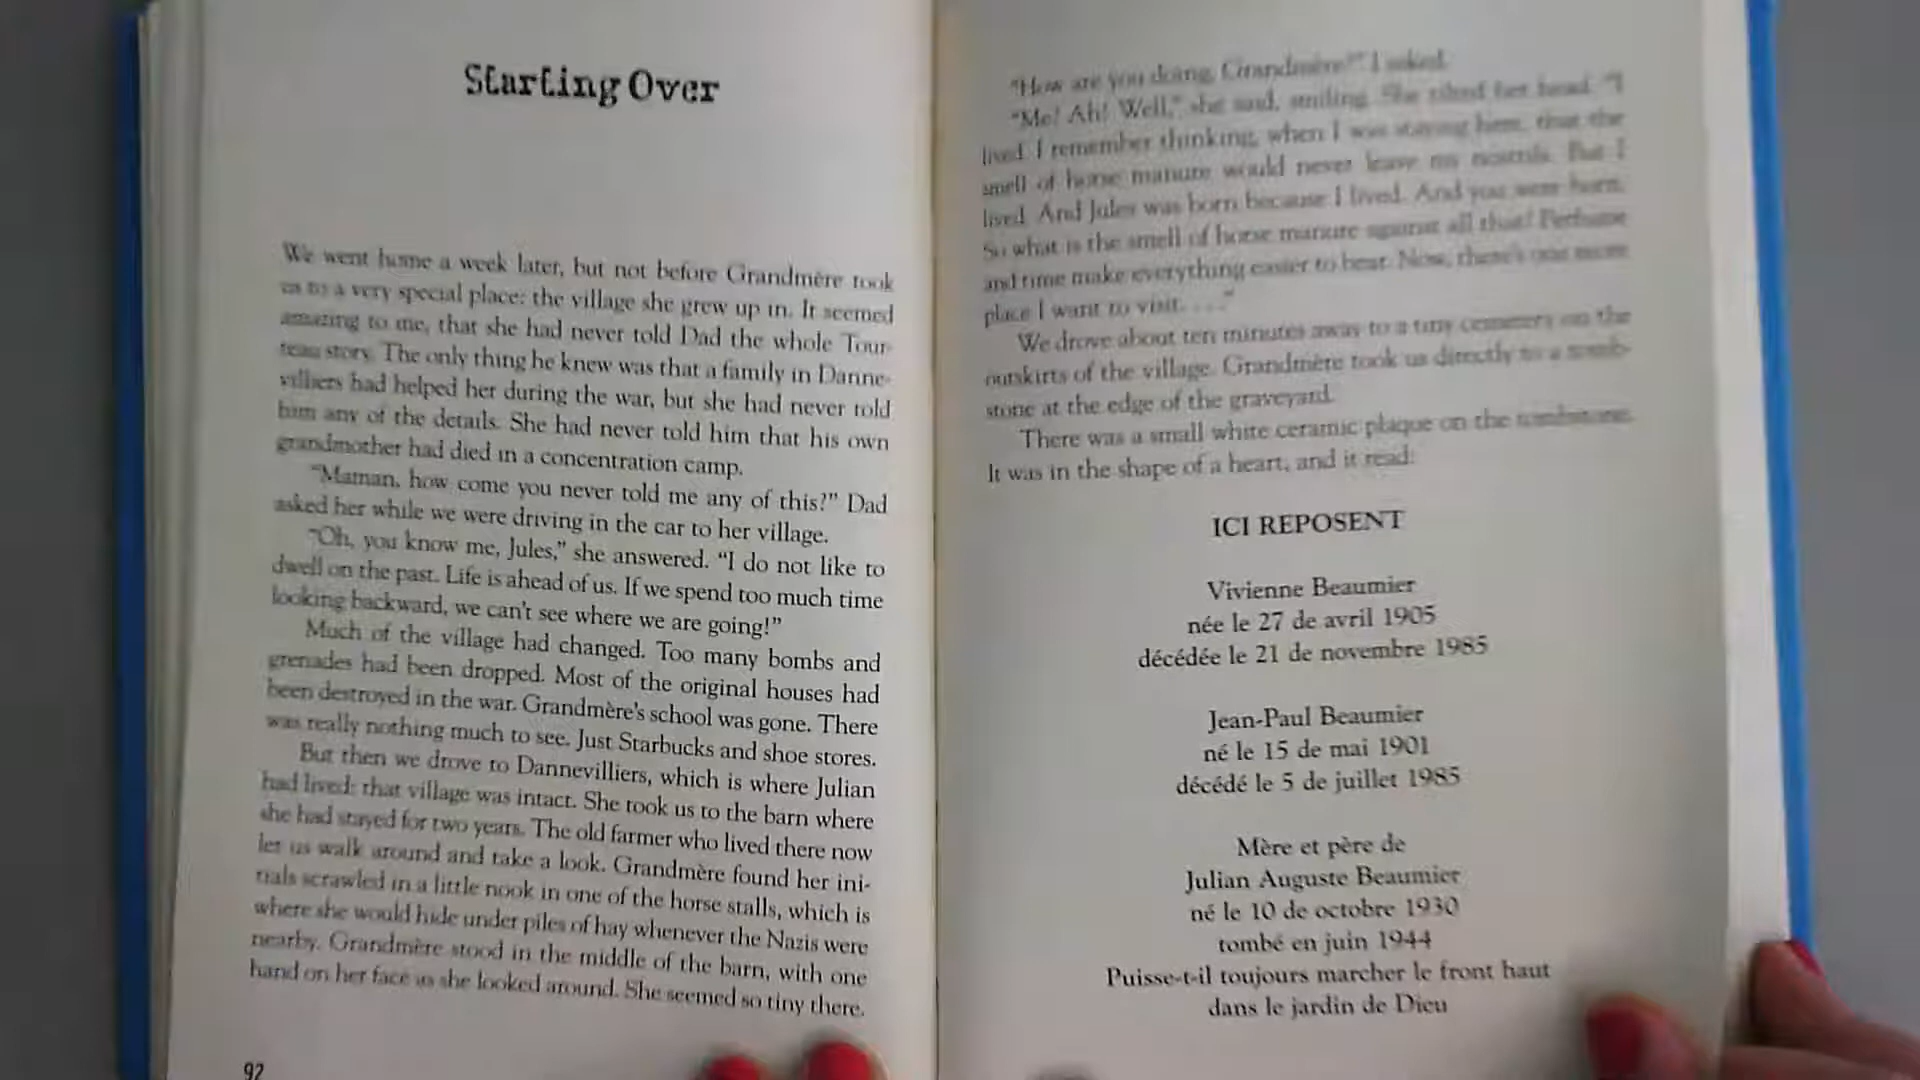 Starting Over
We went home a week later, but not before Grandmère took
us to a very special place: the village she grew up in. It seemed
amazing to me, that she had never told Dad the whole Tour-
teau story. The only thing he knew was that a family in Danne-
villiers had helped her during the war, but she had never told
him any of the details. She had never told him that his own
grandmother had died in a concentration camp.
“Maman, how come you never told me any of this?” Dad
asked her while we were driving in the car to her village.
“Oh, you know me, Jules,” she answered. “I do not like to
dwell on the past. Life is ahead of us. If we spend too much time
looking backward, we can’t see where we are going!”
Much of the village had changed. Too many bombs and
grenades had been dropped. Most of the original houses had
been destroyed in the war. Grandmère’s school was gone. There
was really nothing much to see. Just Starbucks and shoe stores.
But then we drove to Dannevilliers, which is where Julian
had lived: that village was intact. She took us to the barn where
she had stayed for two years. The old farmer who lived there now
let us walk around and take a look. Grandmère found her ini-
tials scrawled in a little nook in one of the horse stalls, which is
where she would hide under piles of hay whenever the Nazis were
nearby. Grandmère stood in the middle of the barn, with one
hand on her face as she looked around. She seemed so tiny there.
92
“How are you doing, Grandmère?” I asked.
“Me? Ah! Well,” she said, smiling. She tilted her head. “I
lived. I remember thinking, when I was staying here, that the
smell of horse manure would never leave my nostrils. But I
lived. And Jules was born because I lived. And you were born.
So what is the smell of horse manure against all that? Perfume
and time make everything easier to bear. Now, there’s one more
place I want to visit. . . .”
We drove about ten minutes away to a tiny cemetery on the
outskirts of the village. Grandmère took us directly to a tomb-
stone at the edge of the graveyard.
There was a small white ceramic plaque on the tombstone.
It was in the shape of a heart, and it read:
ICI REPOSENT
Vivienne Beaumier
née le 27 de avril 1905
décédée le 21 de novembre 1985
Jean-Paul Beaumier
né le 15 de mai 1901
décédé le 5 de juillet 1985
Mère et père de
Julian Auguste Beaumier
né le 10 de octobre 1930
tombé en juin 1944
Puisse-t-il toujours marcher le front haut
dans le jardin de Dieu